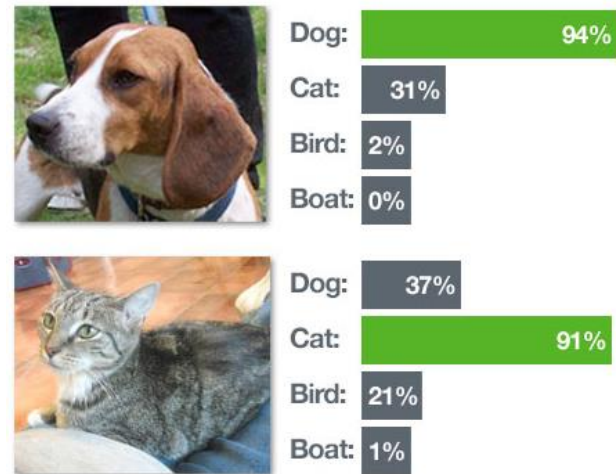 Dog: 94%
Cat: 31%
Bird: 2%
Boat: 0%
Dog: 37%
Cat: 91%
Bird: 21%
Boat: 1%